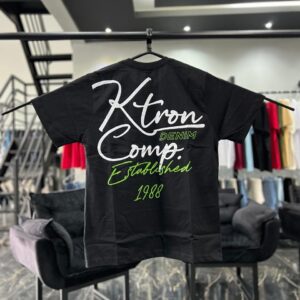 Ktron
DENIM
Comp.
Established
1988